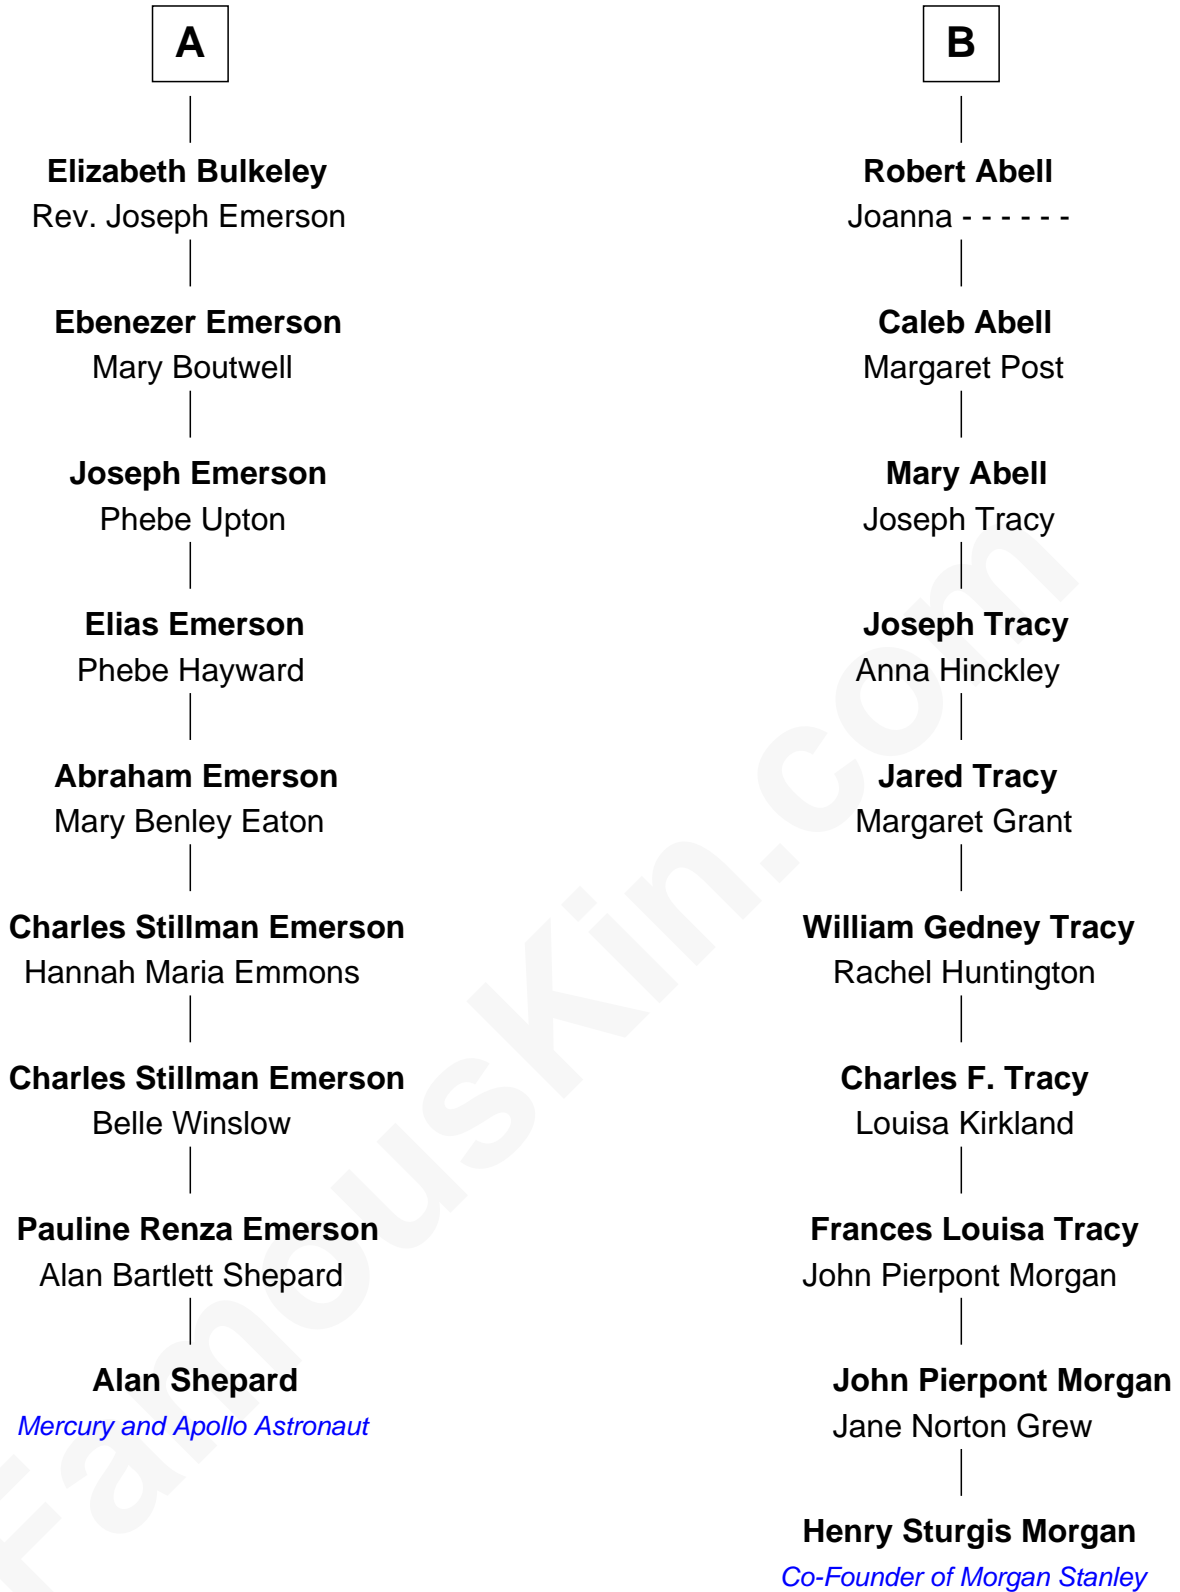 A
Elizabeth Bulkeley
Rev. Joseph Emerson
Ebenezer Emerson
Mary Boutwell
Joseph Emerson
Phebe Upton
Elias Emerson
Phebe Hayward
Abraham Emerson
Mary Benley Eaton
Charles Stillman Emerson
Hannah Maria Emmons
Charles Stillman Emerson
Belle Winslow
Pauline Renza Emerson
Alan Bartlett Shepard
Alan Shepard
Mercury and Apollo Astronaut
B
Robert Abell
Joanna - - - - - -
Caleb Abell
Margaret Post
Mary Abell
Joseph Tracy
Joseph Tracy
Anna Hinckley
Jared Tracy
Margaret Grant
William Gedney Tracy
Rachel Huntington
Charles F. Tracy
Louisa Kirkland
Frances Louisa Tracy
John Pierpont Morgan
John Pierpont Morgan
Jane Norton Grew
Henry Sturgis Morgan
Co-Founder of Morgan Stanley
FamousKin.com